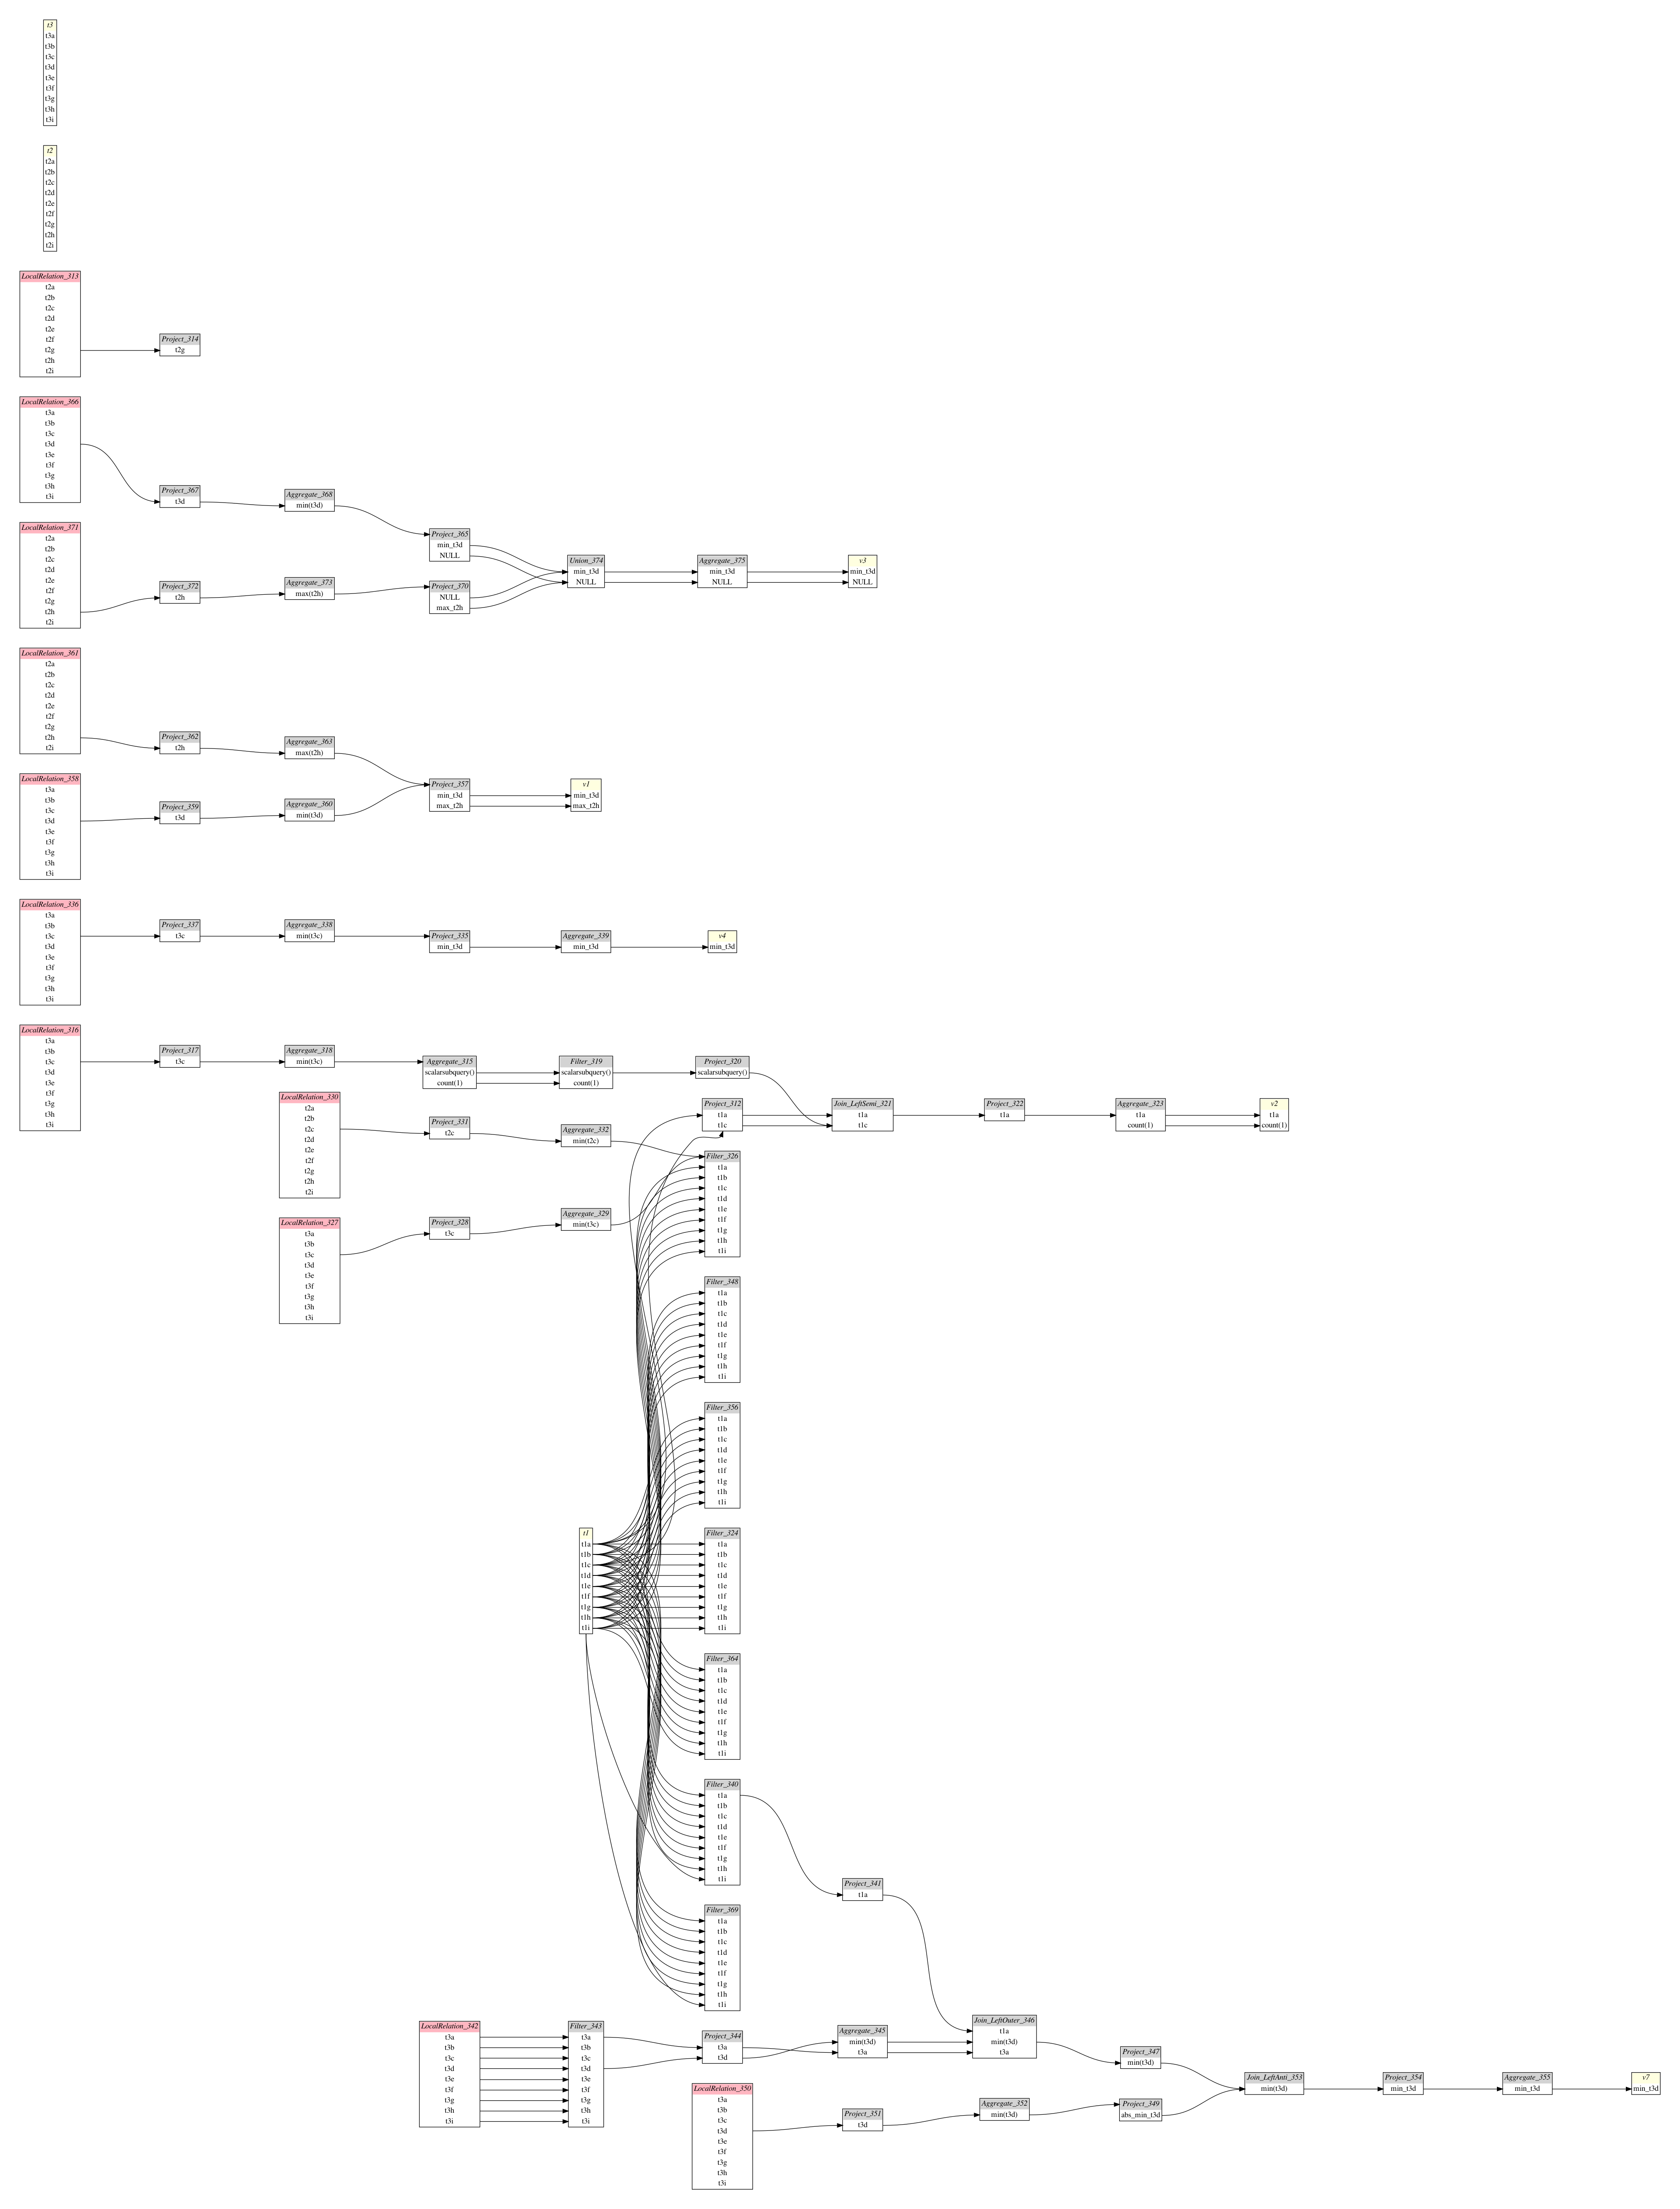 t3
t3a
t3b
t3c
t3d
t3e
t3f
t3g
t3h
t3i
t2
t2a
t2b
t2c
t2d
t2e
t2f
t2g
t2h
t2i
LocalRelation_313
t2a
t2b
t2c
t2d
t2e
t2f
t2g
t2h
t2i
Project_314
t2g
LocalRelation_366
t3a
t3b
t3c
t3d
t3e
t3f
t3g
t3h
t3i
Project_367
t3d
Aggregate_368
min(t3d)
LocalRelation_371
t2a
t2b
t2c
t2d
t2e
t2f
t2g
t2h
t2i
Project_372
t2h
Aggregate_373
max(t2h)
Project_365
min_t3d
NULL
Project_370
NULL
max_t2h
Union_374
min_t3d
NULL
Aggregate_375
min_t3d
NULL
v3
min_t3d
NULL
LocalRelation_361
t2a
t2b
t2c
t2d
t2e
t2f
t2g
t2h
t2i
Project_362
t2h
Aggregate_363
max(t2h)
LocalRelation_358
t3a
t3b
t3c
t3d
t3e
t3f
t3g
t3h
t3i
Project_359
t3d
Aggregate_360
min(t3d)
Project_357
min_t3d
max_t2h
v1
min_t3d
max_t2h
LocalRelation_336
t3a
t3b
t3c
t3d
t3e
t3f
t3g
t3h
t3i
Project_337
t3c
Aggregate_338
min(t3c)
Project_335
min_t3d
Aggregate_339
min_t3d
v4
min_t3d
LocalRelation_316
t3a
t3b
t3c
t3d
t3e
t3f
t3g
t3h
t3i
Project_317
t3c
Aggregate_318
min(t3c)
Aggregate_315
scalarsubquery()
count(1)
Filter_319
scalarsubquery()
count(1)
Project_320
scalarsubquery()
LocalRelation_330
t2a
t2b
t2c
t2d
t2e
t2f
t2g
t2h
t2i
Project_331
t2c
Aggregate_332
min(t2c)
Project_312
t1a
t1c
Join_LeftSemi_321
t1a
t1c
Project_322
t1a
Aggregate_323
t1a
count(1)
v2
t1a
count(1)
Filter_326
t1a
t1b
t1c
t1d
t1e
t1f
t1g
t1h
t1i
LocalRelation_327
t3a
t3b
t3c
t3d
t3e
t3f
t3g
t3h
t3i
Project_328
t3c
Aggregate_329
min(t3c)
Filter_348
t1a
t1b
t1c
t1d
t1e
t1f
t1g
t1h
t1i
Filter_356
t1a
t1b
t1c
t1d
t1e
t1f
t1g
t1h
t1i
t1
t1a
t1b
t1c
t1d
t1e
t1f
t1g
t1h
t1i
Filter_324
t1a
t1b
t1c
t1d
t1e
t1f
t1g
t1h
t1i
Filter_364
t1a
t1b
t1c
t1d
t1e
t1f
t1g
t1h
t1i
Filter_340
t1a
t1b
t1c
t1d
t1e
t1f
t1g
t1h
t1i
Project_341
t1a
Filter_369
t1a
t1b
t1c
t1d
t1e
t1f
t1g
t1h
t1i
LocalRelation_342
t3a
t3b
t3c
t3d
t3e
t3f
t3g
t3h
t3i
Filter_343
t3a
t3b
t3c
t3d
t3e
t3f
t3g
t3h
t3i
Project_344
t3a
t3d
Aggregate_345
min(t3d)
t3a
Join_LeftOuter_346
t1a
min(t3d)
t3a
Project_347
min(t3d)
LocalRelation_350
t3a
t3b
t3c
t3d
t3e
t3f
t3g
t3h
t3i
Project_351
t3d
Aggregate_352
min(t3d)
Project_349
abs_min_t3d
Join_LeftAnti_353
min(t3d)
Project_354
min_t3d
Aggregate_355
min_t3d
v7
min_t3d